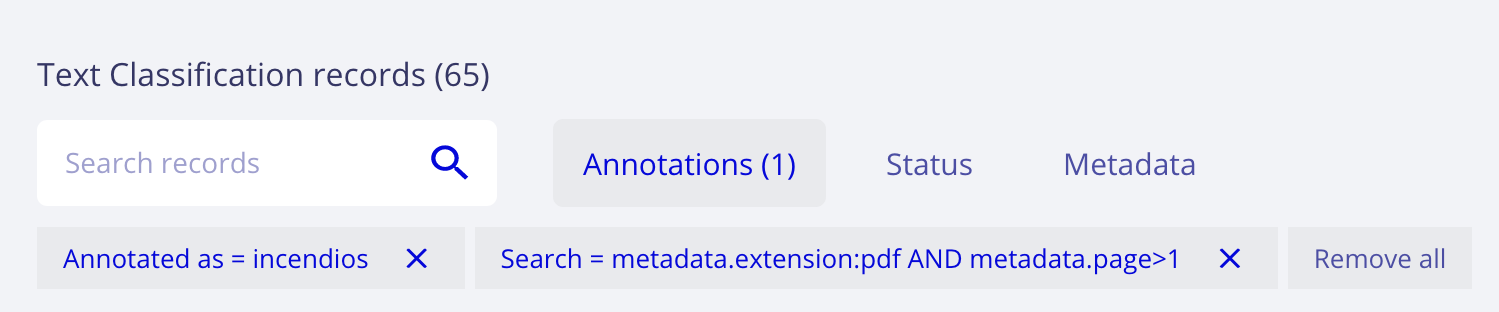 Text Classification records (65)
Search records Annotations (1) Status Metadata
Annotated as = incendios Search = metadata.extension:pdf AND metadata.page>1 Remove all